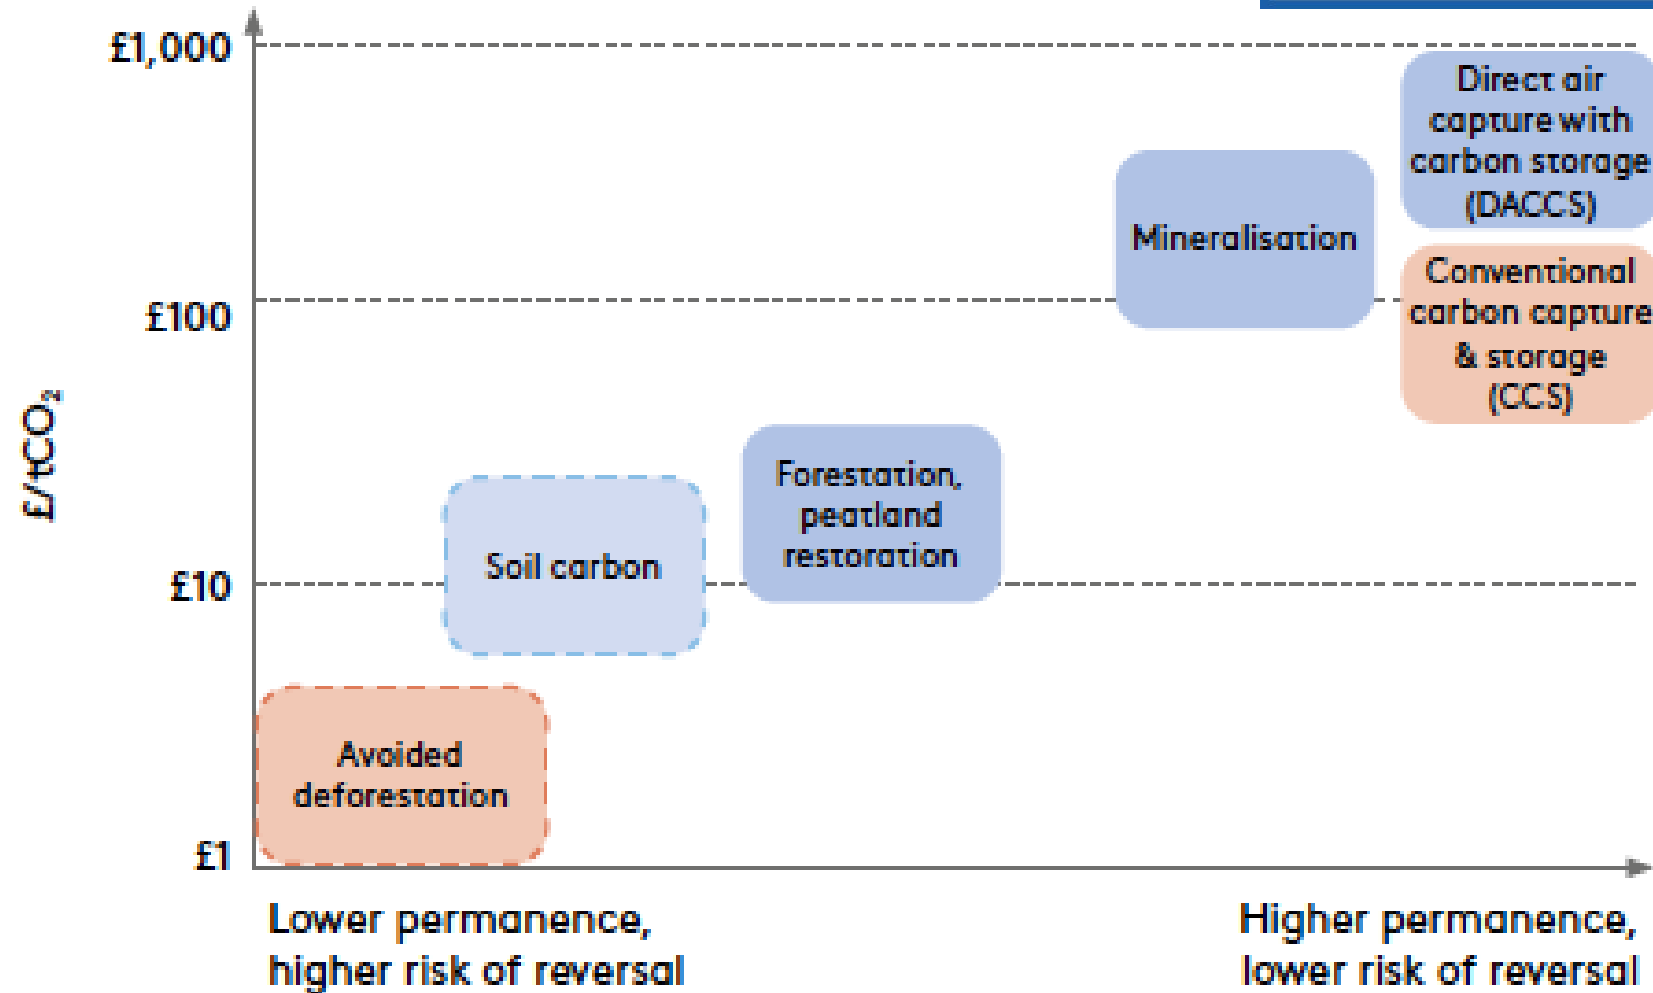 £1,000
£100
£10
£1
£/tCO₂
Direct air
capture with
carbon storage
(DACCS)
Mineralisation
Conventional
carbon capture
& storage
(CCS)
Forestation,
peatland
restoration
Soil carbon
Avoided
deforestation
Lower permanence,
higher risk of reversal
Higher permanence,
lower risk of reversal